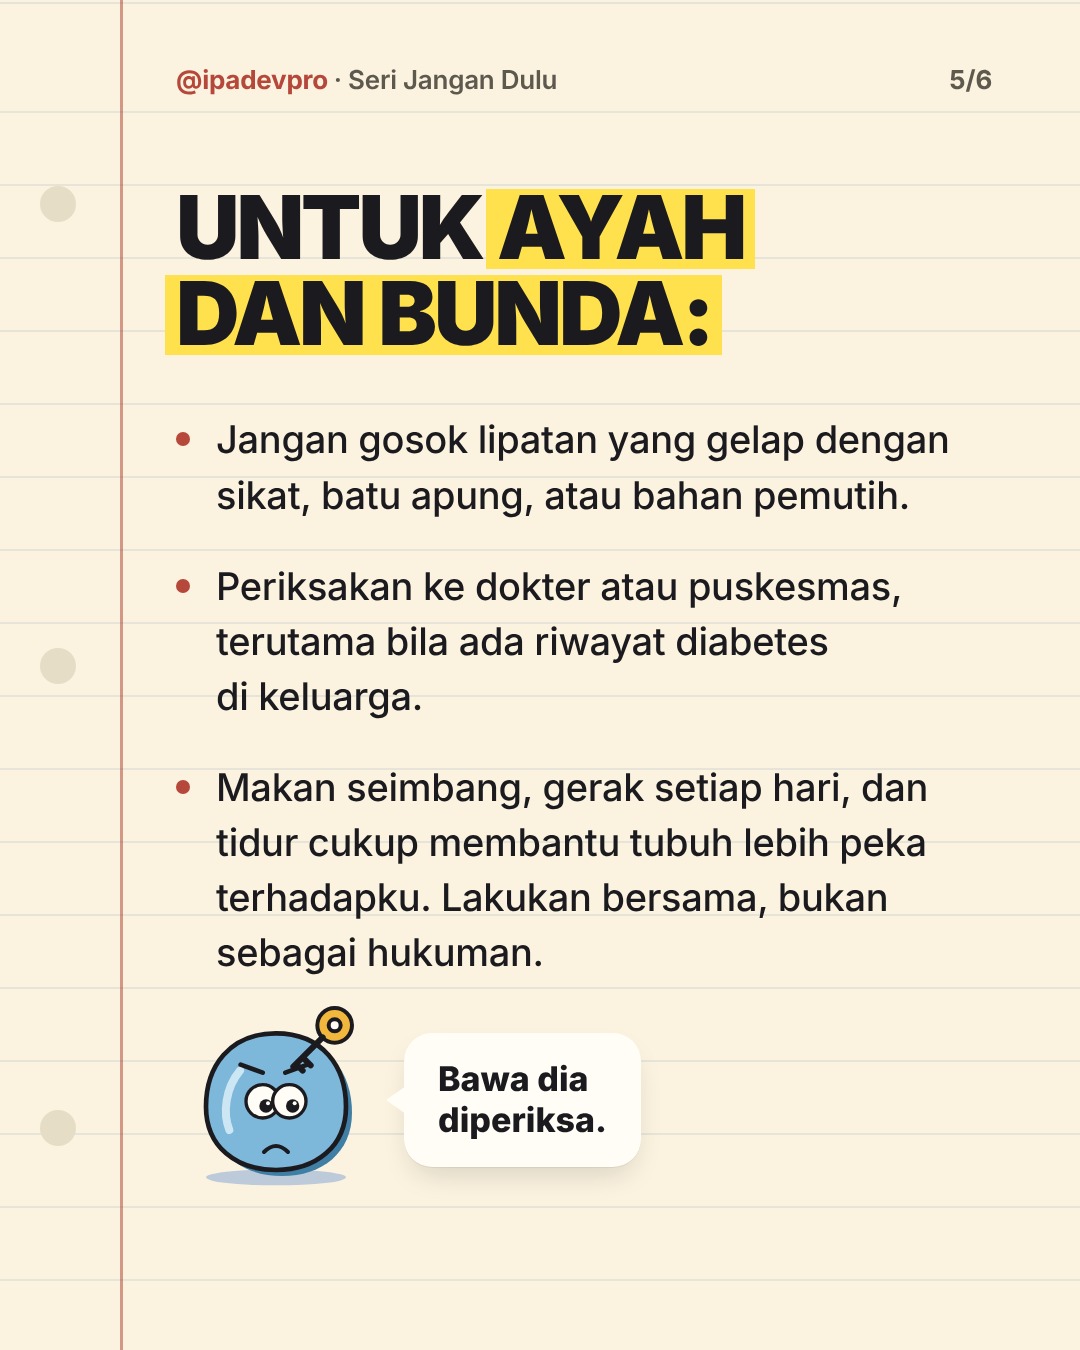 @ipadevpro · Seri Jangan Dulu
5/6
UNTUK AYAH
DAN BUNDA:
• Jangan gosok lipatan yang gelap dengan
sikat, batu apung, atau bahan pemutih.
• Periksakan ke dokter atau puskesmas,
terutama bila ada riwayat diabetes
di keluarga.
• Makan seimbang, gerak setiap hari, dan
tidur cukup membantu tubuh lebih peka
terhadapku. Lakukan bersama, bukan
sebagai hukuman.
Bawa dia
diperiksa.